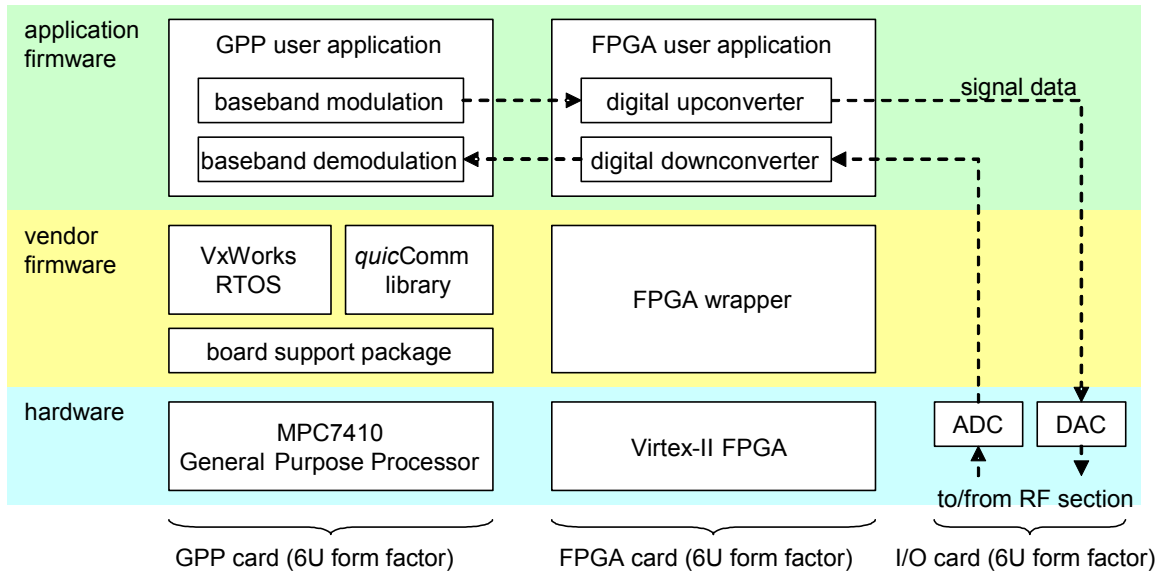 application
firmware
GPP user application
FPGA user application
baseband modulation
digital upconverter
signal data
baseband demodulation
digital downconverter
vendor
firmware
VxWorks
RTOS
quicComm
library
FPGA wrapper
board support package
hardware
MPC7410
General Purpose Processor
Virtex-II FPGA
ADC
DAC
to/from RF section
GPP card (6U form factor)
FPGA card (6U form factor)
I/O card (6U form factor)